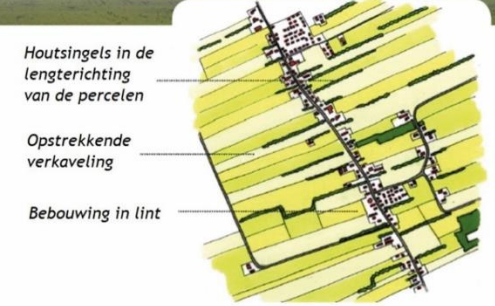 Houtsingels in de
lengterichting
van de percelen
Opstrekkende
verkaveling
Bebouwing in lint